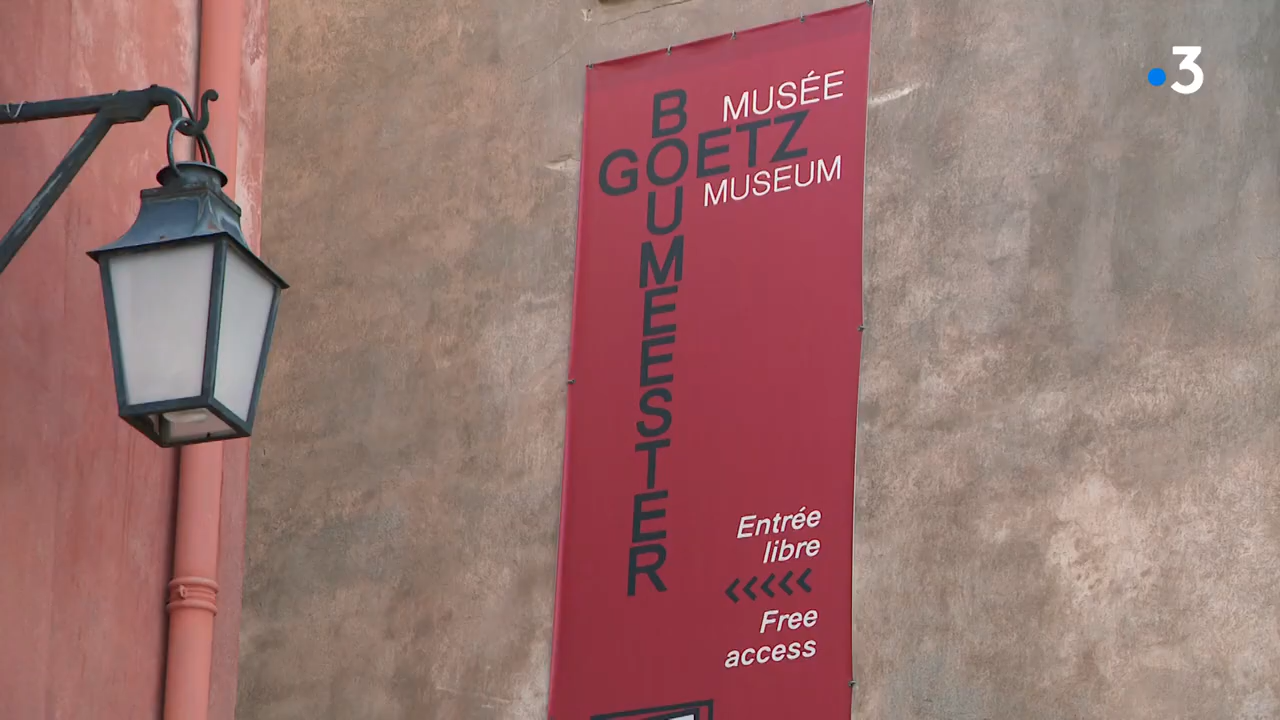 MUSÉE
GOETZ
BOUMEESTER
MUSEUM
Entrée
libre
<<<<<
Free
access
3